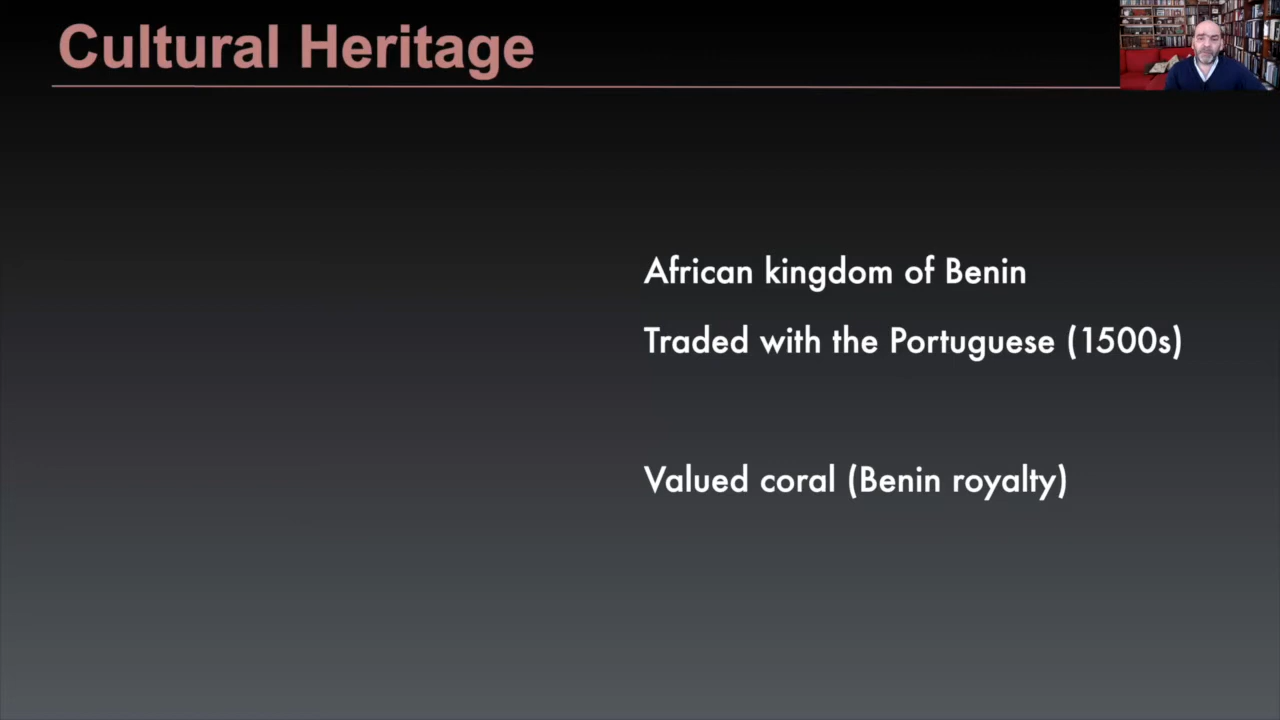 Cultural Heritage
African kingdom of Benin
Traded with the Portuguese (1500s)
Valued coral (Benin royalty)